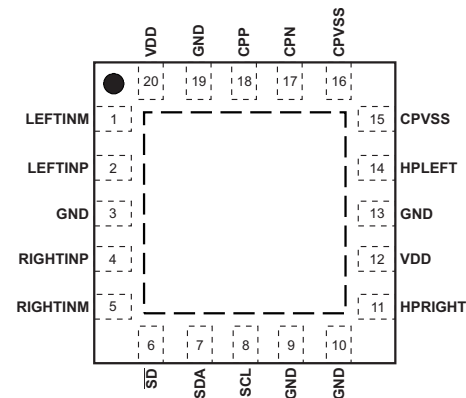 VDD GND CPP CPN CPVSS
20 19 18 17 16
LEFTINM 1 15 CPVSS
LEFTINP 2 14 HPLEFT
GND 3 13 GND
RIGHTINP 4 12 VDD
RIGHTINM 5 11 HPRIGHT
6 7 8 9 10
SD SDA SCL GND GND